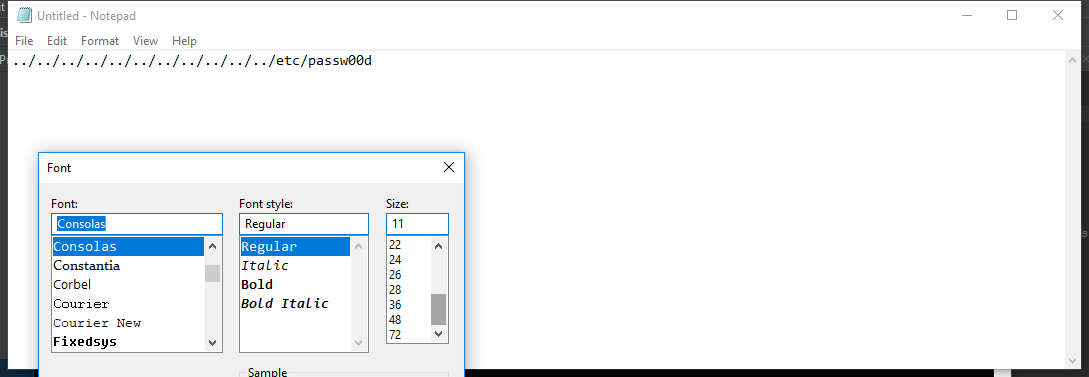 Untitled - Notepad
File Edit Format View Help
../../../../../../../../../../../etc/passw00d
Font
Font: Font style: Size:
Consolas Regular 11
Consolas Regular 22
Constantia Italic 24
Corbel Bold 26
Courier Bold Italic 28
Courier New 36
Fixedsys 48
72
Sample